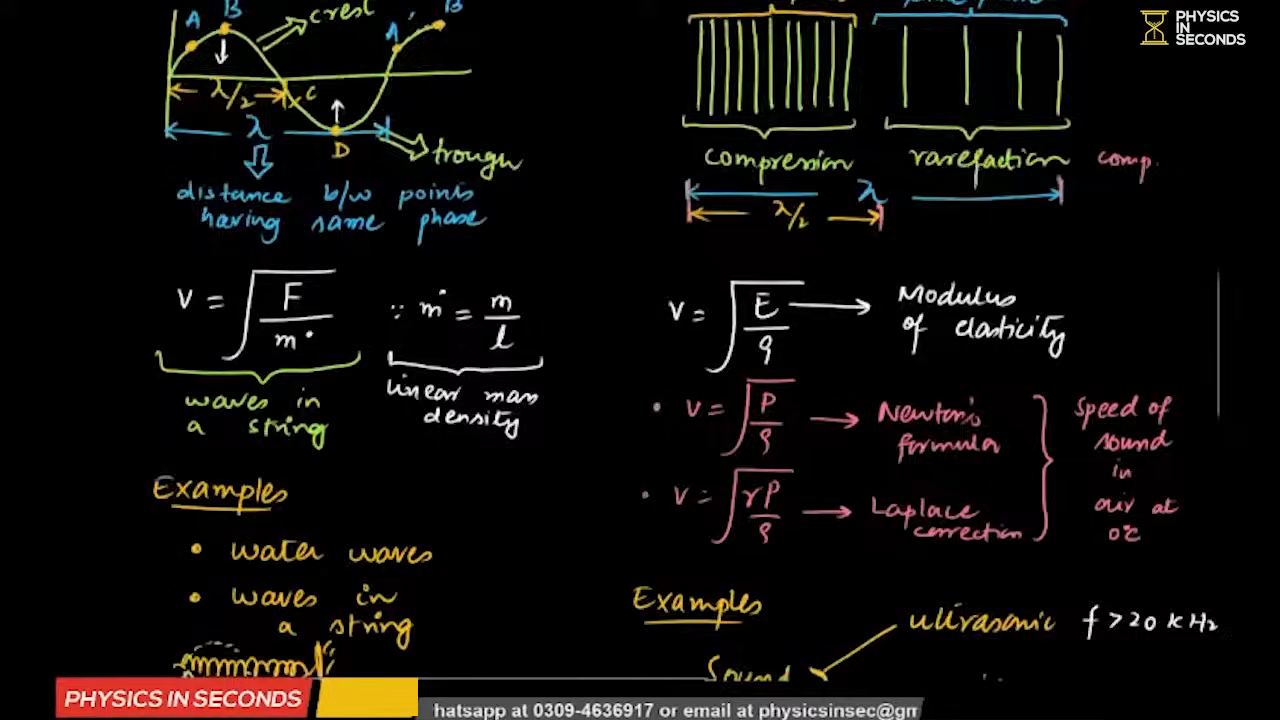 PHYSICS
IN
SECONDS
A
B
crest
A'
B'
λ/2
C
λ
D
trough
distance b/w points
having same phase
compression
rarefaction
comp.
λ
λ/2
v = √F/m˙
∵ m˙ = m/l
waves in
a string
linear mass
density
Examples
• water waves
• waves in
a string
v = √E/ρ
Modulus
of elasticity
• v = √P/ρ
Newton's
formula
• v = √γP/ρ
Laplace
correction
Speed of
sound
in
air at
0°C
Examples
ultrasonic f > 20 kHz
Sound
PHYSICS IN SECONDS
hatsapp at 0309-4636917 or email at physicsinsec@gm